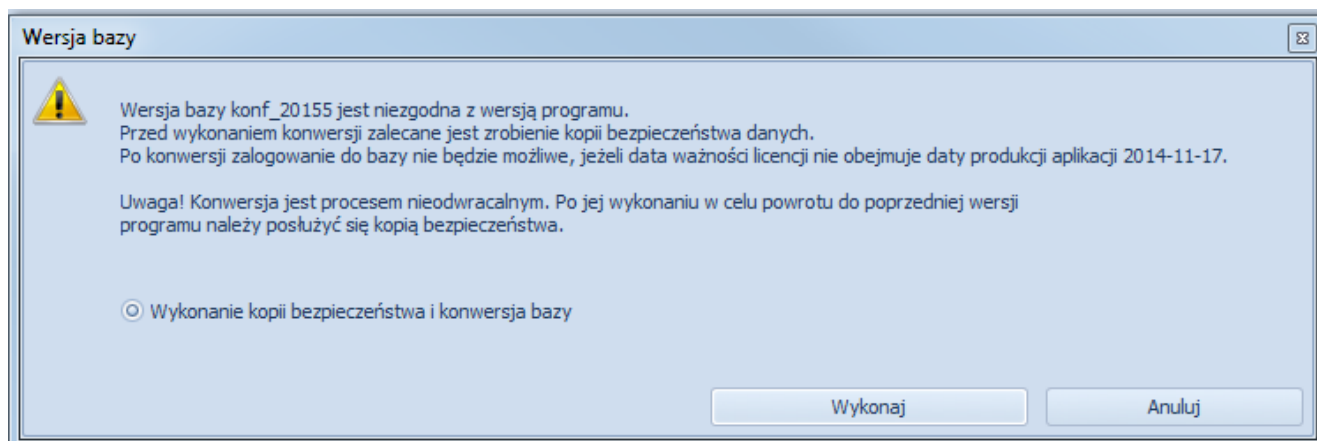 Wersja bazy
Wersja bazy konf_20155 jest niezgodna z wersją programu.
Przed wykonaniem konwersji zalecane jest zrobienie kopii bezpieczeństwa danych.
Po konwersji zalogowanie do bazy nie będzie możliwe, jeżeli data ważności licencji nie obejmuje daty produkcji aplikacji 2014-11-17.
Uwaga! Konwersja jest procesem nieodwracalnym. Po jej wykonaniu w celu powrotu do poprzedniej wersji
programu należy posłużyć się kopią bezpieczeństwa.
Wykonanie kopii bezpieczeństwa i konwersja bazy
Wykonaj
Anuluj